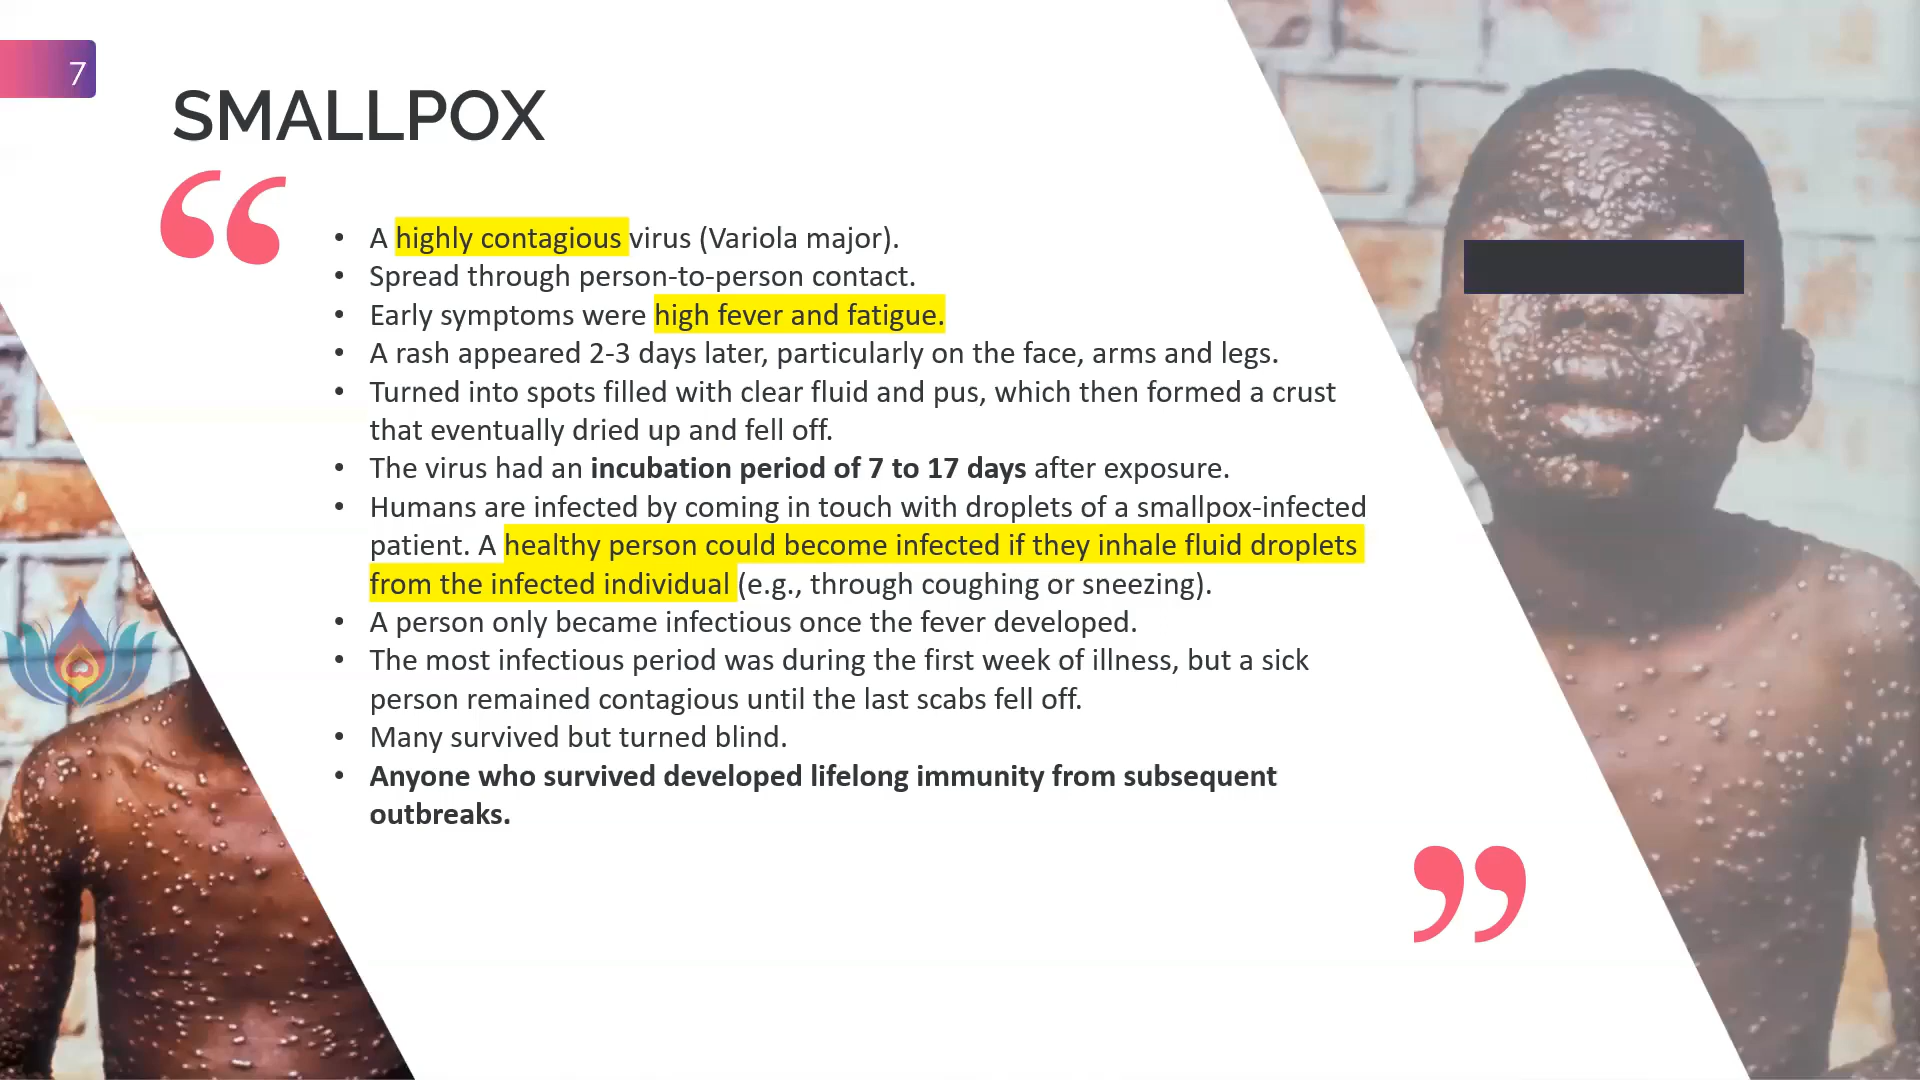 7
SMALLPOX
“
• A highly contagious virus (Variola major).
• Spread through person-to-person contact.
• Early symptoms were high fever and fatigue.
• A rash appeared 2-3 days later, particularly on the face, arms and legs.
• Turned into spots filled with clear fluid and pus, which then formed a crust
that eventually dried up and fell off.
• The virus had an incubation period of 7 to 17 days after exposure.
• Humans are infected by coming in touch with droplets of a smallpox-infected
patient. A healthy person could become infected if they inhale fluid droplets
from the infected individual (e.g., through coughing or sneezing).
• A person only became infectious once the fever developed.
• The most infectious period was during the first week of illness, but a sick
person remained contagious until the last scabs fell off.
• Many survived but turned blind.
• Anyone who survived developed lifelong immunity from subsequent
outbreaks.
”